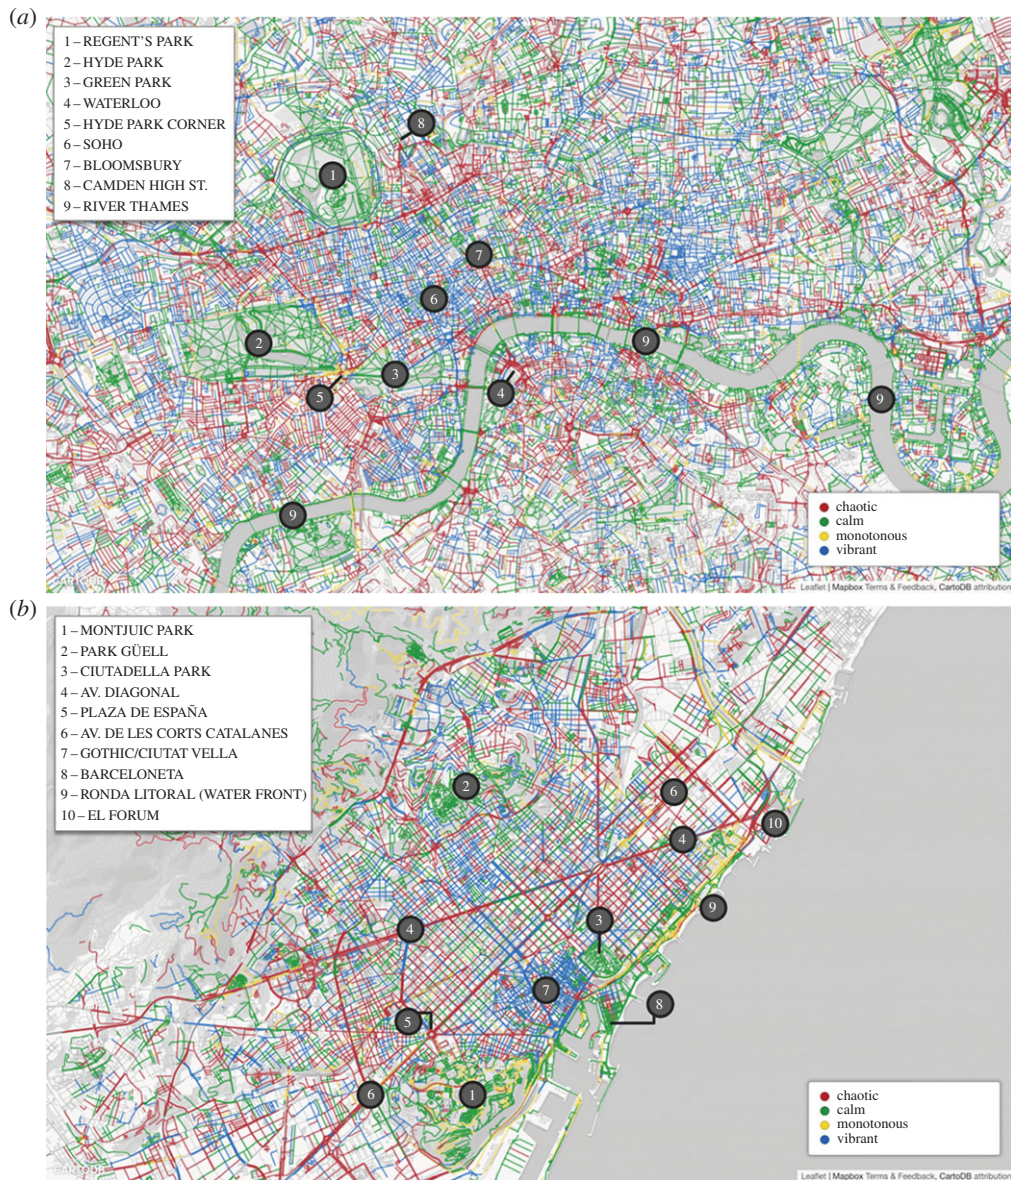 (a)
1 – REGENT'S PARK
2 – HYDE PARK
3 – GREEN PARK
4 – WATERLOO
5 – HYDE PARK CORNER
6 – SOHO
7 – BLOOMSBURY
8 – CAMDEN HIGH ST.
9 – RIVER THAMES
8
1
7
6
2
9
3
5
4
9
9
chaotic
calm
monotonous
vibrant
CARTODB
Leaflet | Mapbox Terms & Feedback, CartoDB attribution
(b)
1 – MONTJUIC PARK
2 – PARK GÜELL
3 – CIUTADELLA PARK
4 – AV. DIAGONAL
5 – PLAZA DE ESPAÑA
6 – AV. DE LES CORTS CATALANES
7 – GOTHIC/CIUTAT VELLA
8 – BARCELONETA
9 – RONDA LITORAL (WATER FRONT)
10 – EL FORUM
2
6
10
4
9
3
4
7
8
5
6
1
chaotic
calm
monotonous
vibrant
CARTODB
Leaflet | Mapbox Terms & Feedback, CartoDB attribution